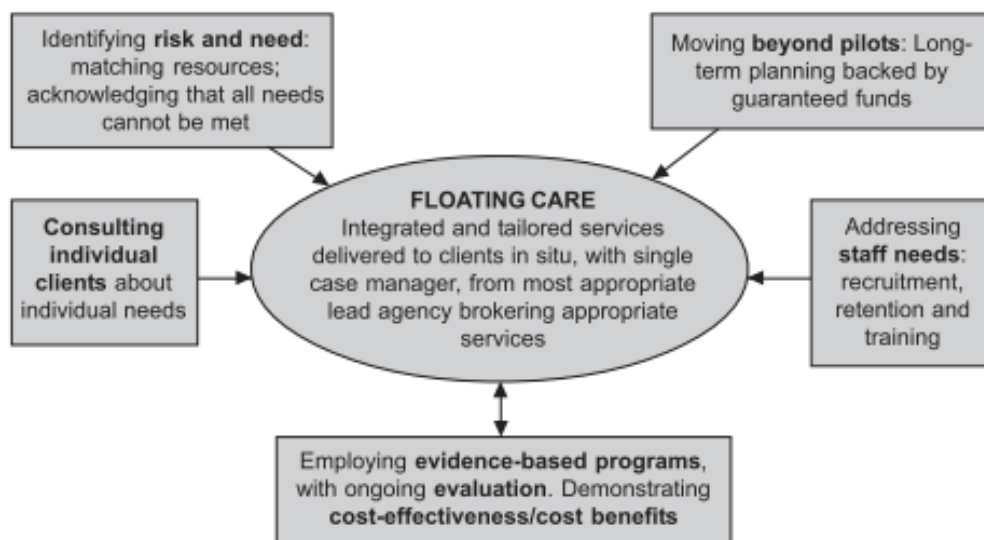 Identifying risk and need:
matching resources;
acknowledging that all needs
cannot be met
Moving beyond pilots: Long-
term planning backed by
guaranteed funds
Consulting
individual
clients about
individual needs
FLOATING CARE
Integrated and tailored services
delivered to clients in situ, with single
case manager, from most appropriate
lead agency brokering appropriate
services
Addressing
staff needs:
recruitment,
retention and
training
Employing evidence-based programs,
with ongoing evaluation. Demonstrating
cost-effectiveness/cost benefits